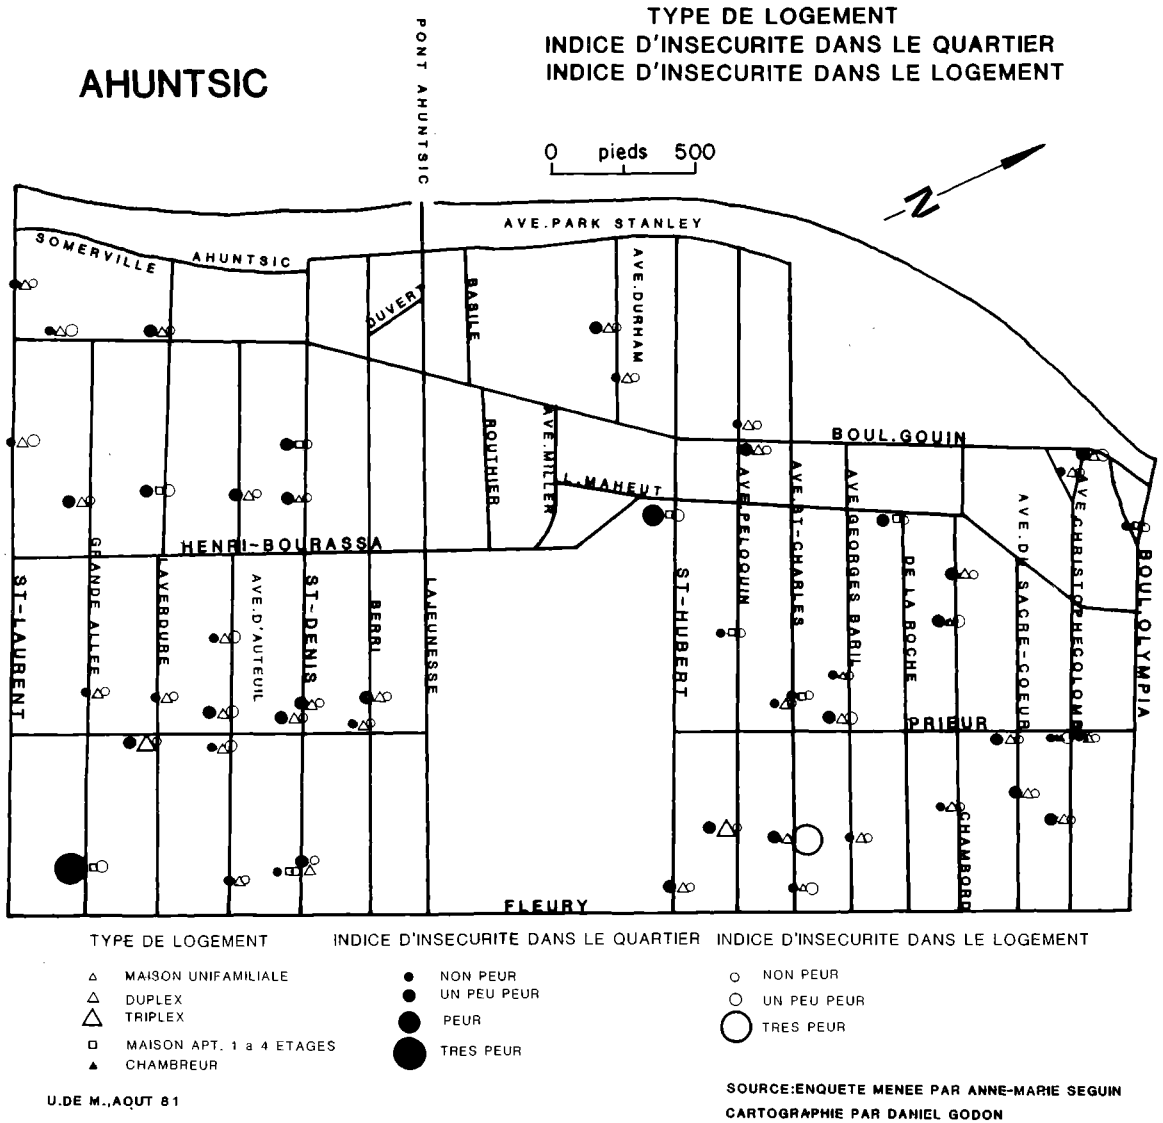 TYPE DE LOGEMENT
INDICE D'INSECURITE DANS LE QUARTIER
INDICE D'INSECURITE DANS LE LOGEMENT
AHUNTSIC
PONT AHUNTSIC
0 pieds 500
N
AVE.PARK STANLEY
SOMERVILLE
AHUNTSIC
DUVERT
BASILE
AVE.DURHAM
ROUTHIER
AVE.MILLER
L.MAHEUT
BOUL.GOUIN
HENRI-BOURASSA
ST-LAURENT
GRANDE ALLEE
LAVERDURE
AVE.D'AUTEUIL
ST-DENIS
BERRI
LAJEUNESSE
ST-HUBERT
AVE.PELOQUIN
AVE.ST-CHARLES
AVE.GEORGES BARIL
DE LA ROCHE
CHAMBORD
AVE.DU SACRE-COEUR
AVE.CHRISTOPHECOLOMB
BOUL.OLYMPIA
PRIEUR
FLEURY
TYPE DE LOGEMENT
MAISON UNIFAMILIALE
DUPLEX
TRIPLEX
MAISON APT. 1 a 4 ETAGES
CHAMBREUR
INDICE D'INSECURITE DANS LE QUARTIER
NON PEUR
UN PEU PEUR
PEUR
TRES PEUR
INDICE D'INSECURITE DANS LE LOGEMENT
NON PEUR
UN PEU PEUR
TRES PEUR
U.DE M.,AOUT 81
SOURCE:ENQUETE MENEE PAR ANNE-MARIE SEGUIN
CARTOGRAPHIE PAR DANIEL GODON